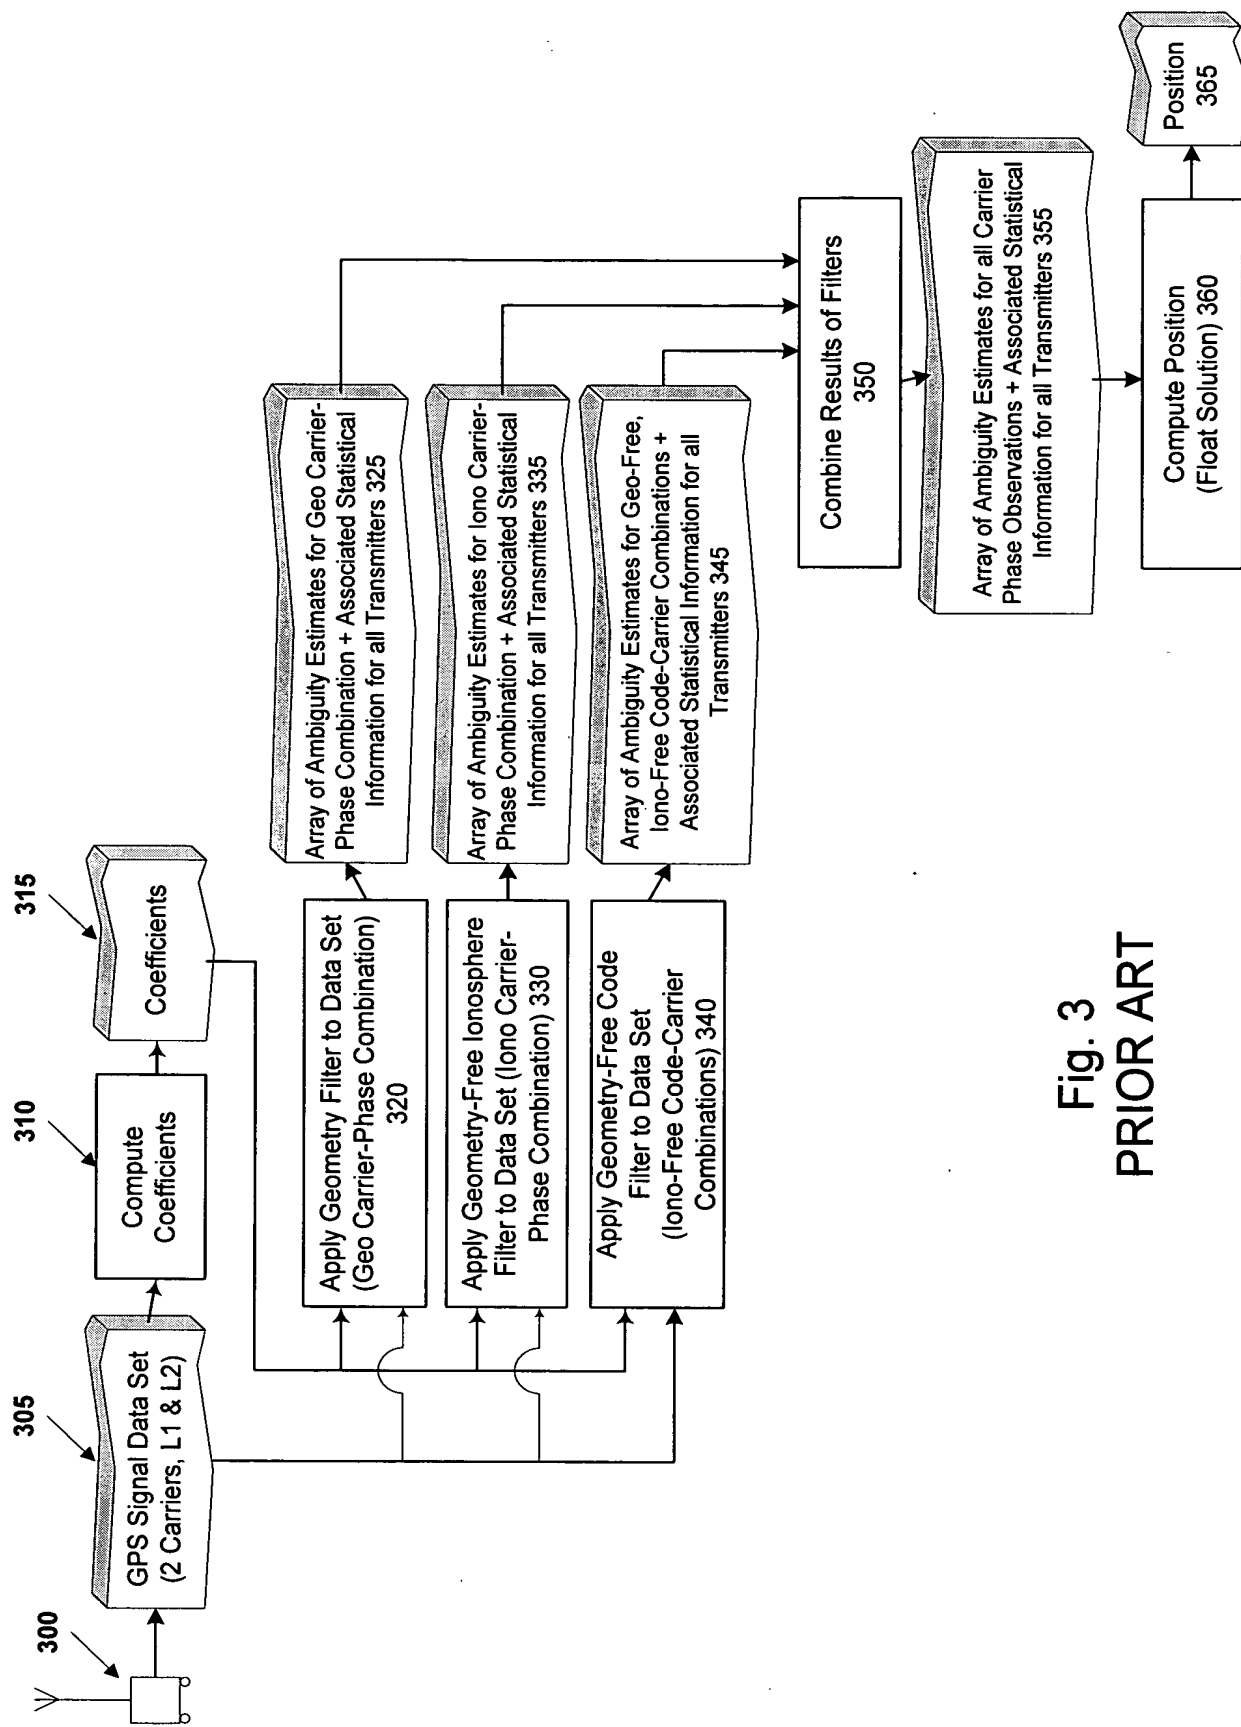 300
305
GPS Signal Data Set
(2 Carriers, L1 & L2)
310
Compute
Coefficients
315
Coefficients
Apply Geometry Filter to Data Set
(Geo Carrier-Phase Combination)
320
Array of Ambiguity Estimates for Geo Carrier-
Phase Combination + Associated Statistical
Information for all Transmitters 325
Apply Geometry-Free Ionosphere
Filter to Data Set (Iono Carrier-
Phase Combination) 330
Array of Ambiguity Estimates for Iono Carrier-
Phase Combination + Associated Statistical
Information for all Transmitters 335
Apply Geometry-Free Code
Filter to Data Set
(Iono-Free Code-Carrier
Combinations) 340
Array of Ambiguity Estimates for Geo-Free,
Iono-Free Code-Carrier Combinations +
Associated Statistical Information for all
Transmitters 345
Combine Results of Filters
350
Array of Ambiguity Estimates for all Carrier
Phase Observations + Associated Statistical
Information for all Transmitters 355
Compute Position
(Float Solution) 360
Position
365
Fig. 3
PRIOR ART